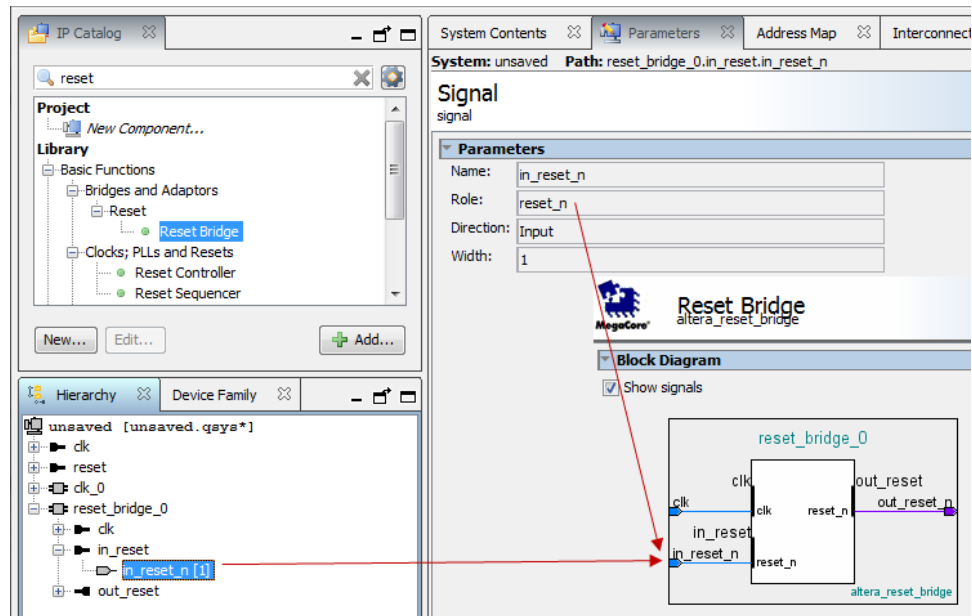 IP Catalog
reset
Project
New Component...
Library
Basic Functions
Bridges and Adaptors
Reset
Reset Bridge
Clocks; PLLs and Resets
Reset Controller
Reset Sequencer
New...
Edit...
Add...
Hierarchy
Device Family
unsaved [unsaved.qsys*]
clk
reset
clk_0
reset_bridge_0
clk
in_reset
in_reset_n [1]
out_reset
System Contents
Parameters
Address Map
Interconnect
System: unsaved Path: reset_bridge_0.in_reset.in_reset_n
Signal
signal
Parameters
Name: in_reset_n
Role: reset_n
Direction: Input
Width: 1
MegaCore®
Reset Bridge
altera_reset_bridge
Block Diagram
Show signals
reset_bridge_0
clk
out_reset
clk
out_reset_n
clk
reset_n
in_reset
in_reset_n
reset_n
altera_reset_bridge